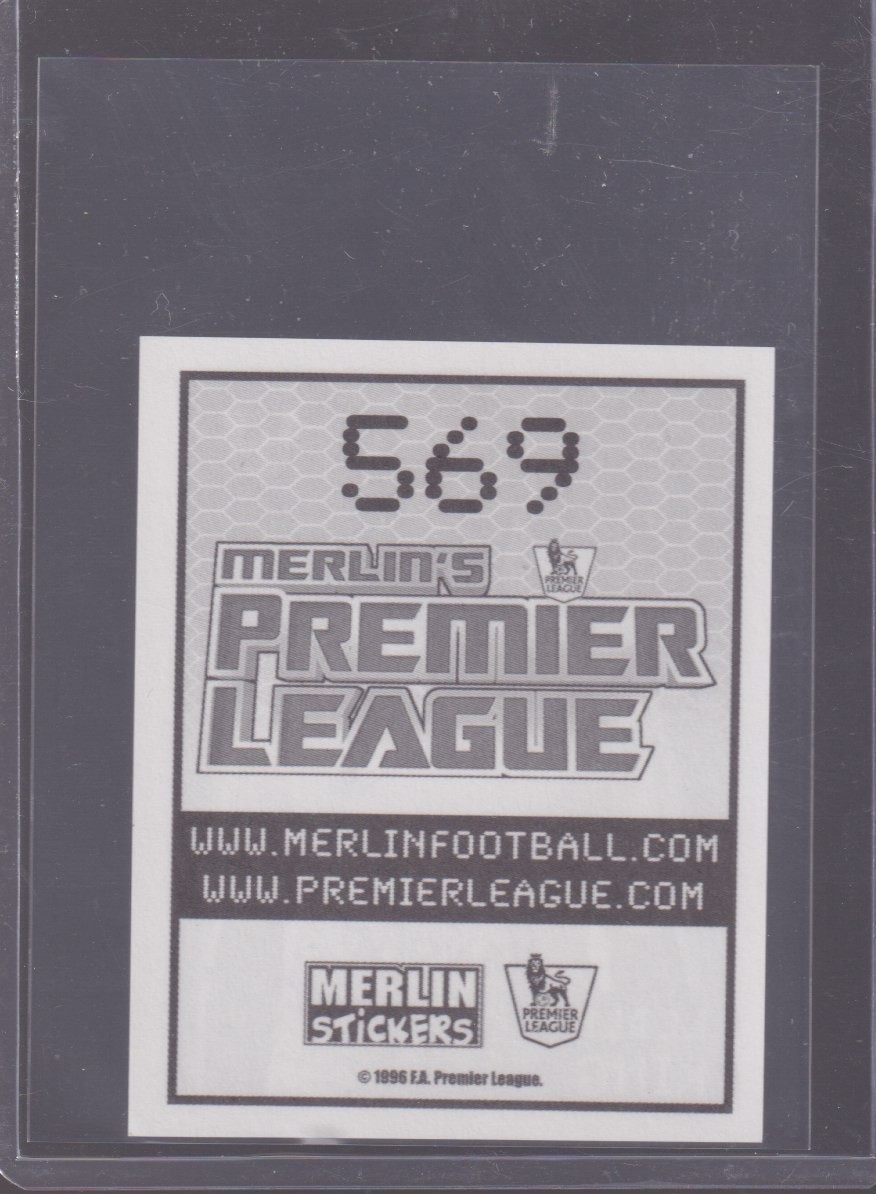 569
MERLIN'S
PREMIER
LEAGUE
PREMIER
LEAGUE
WWW.MERLINFOOTBALL.COM
WWW.PREMIERLEAGUE.COM
MERLIN
STICKERS
PREMIER
LEAGUE
© 1996 F.A. Premier League.